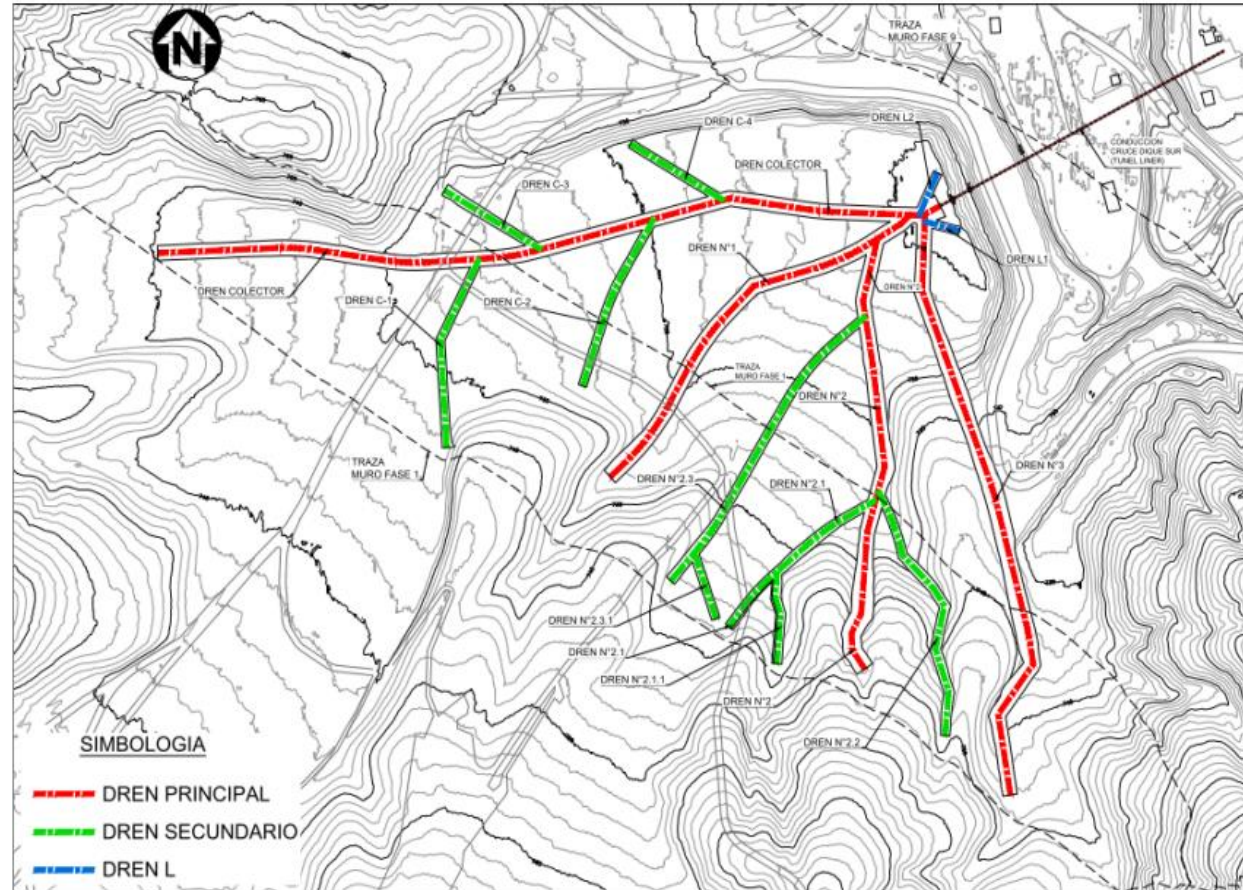 N
TRAZA
MURO FASE 9
DREN C-4
DREN L2
DREN COLECTOR
CONDUCCION
CRUCE DIQUE SUR
(TUNEL LINER)
DREN C-3
DREN N°1
DREN L1
DREN COLECTOR
DREN C-1
DREN C-2
DREN N°2
TRAZA
MURO FASE 1
DREN N°2
TRAZA
MURO FASE 1
DREN N°2.3
DREN N°2.1
DREN N°3
DREN N°2.3.1
DREN N°2.1
DREN N°2.1.1
DREN N°2
DREN N°2.2
SIMBOLOGIA
DREN PRINCIPAL
DREN SECUNDARIO
DREN L